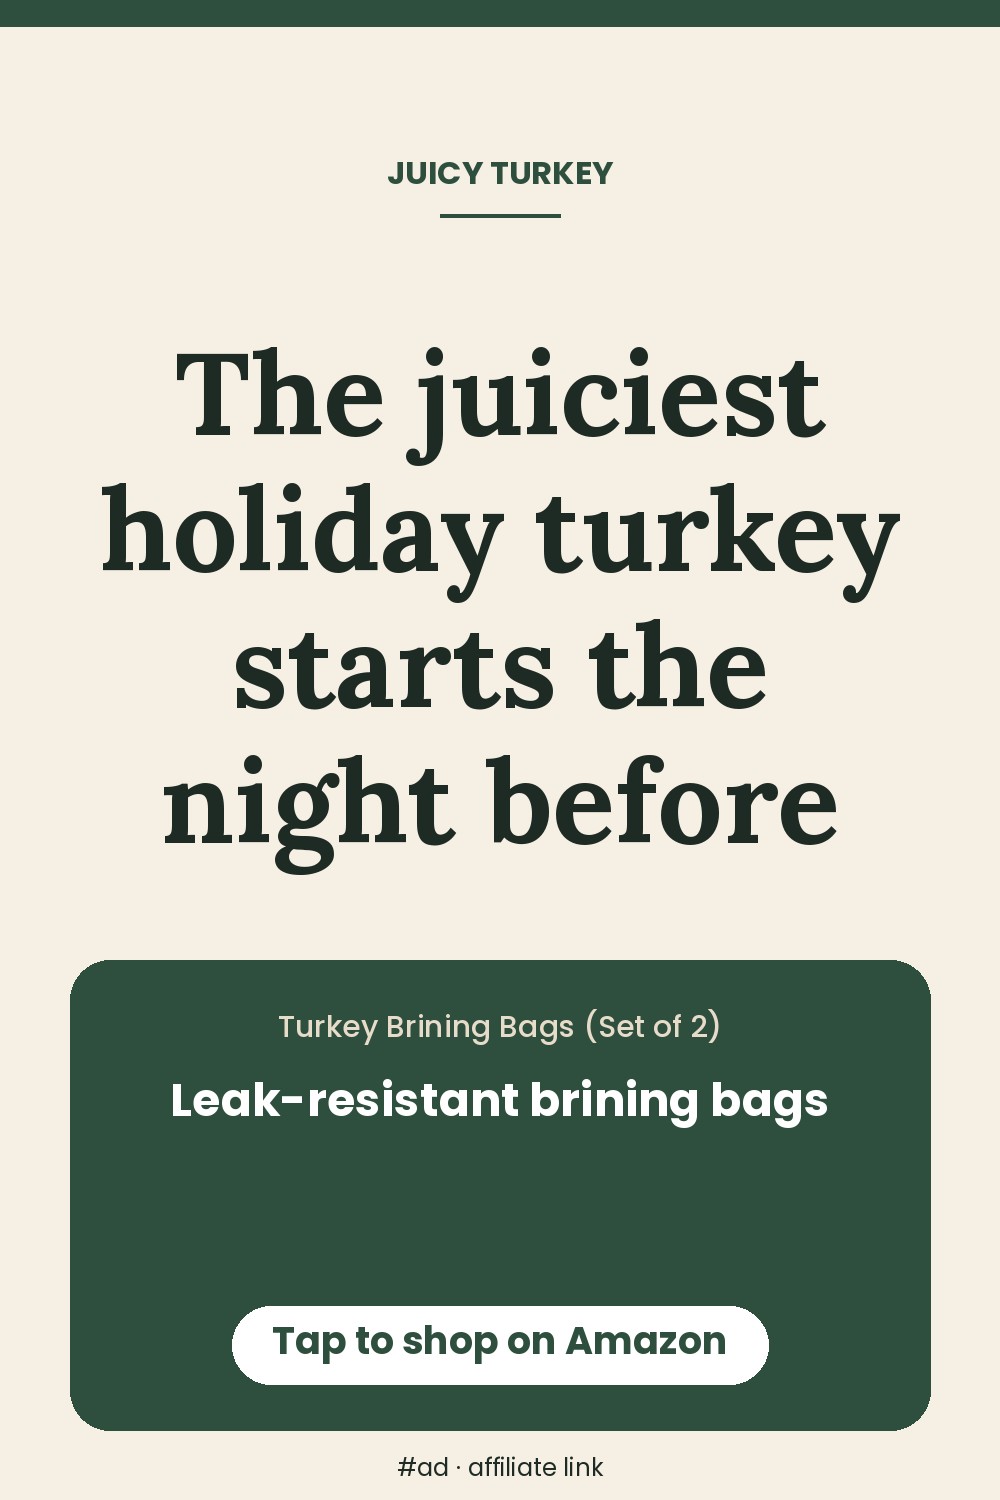 JUICY TURKEY
The juiciest
holiday turkey
starts the
night before
Turkey Brining Bags (Set of 2)
Leak-resistant brining bags
Tap to shop on Amazon
#ad · affiliate link